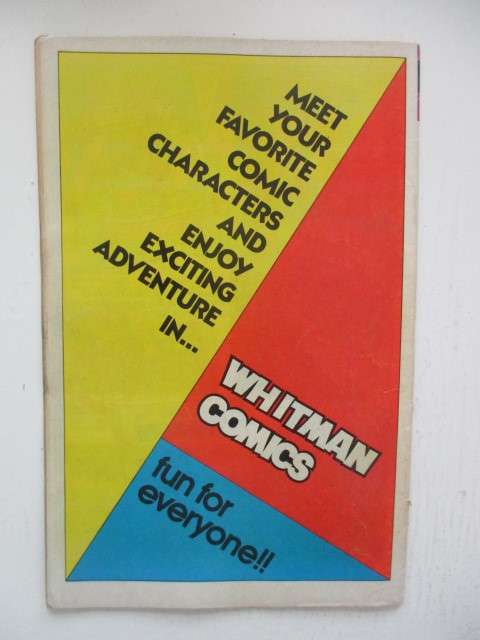 MEET
YOUR
FAVORITE
COMIC
CHARACTERS
AND
ENJOY
EXCITING
ADVENTURE
IN...
WHITMAN
COMICS
fun for
everyone!!